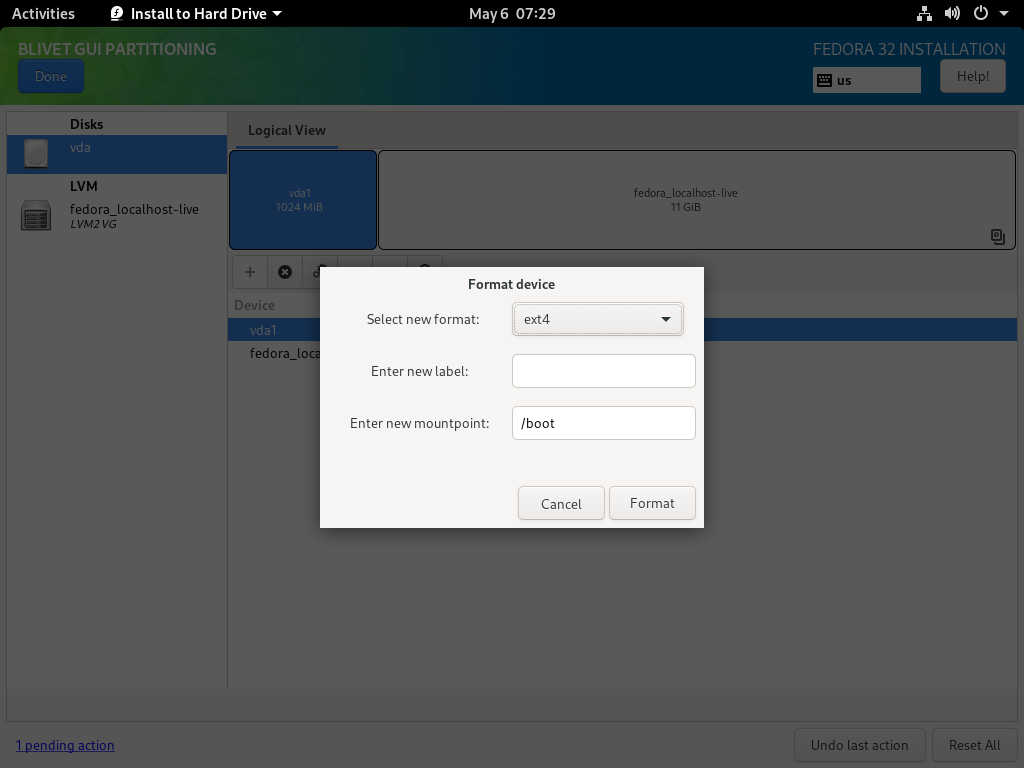 Activities
Install to Hard Drive
May 6 07:29
BLIVET GUI PARTITIONING
FEDORA 32 INSTALLATION
Done
us
Help!
Disks
vda
LVM
fedora_localhost-live
LVM2 VG
Logical View
vda1
1024 MiB
fedora_localhost-live
11 GiB
Device
vda1
fedora_loca
Format device
Select new format:
ext4
Enter new label:
Enter new mountpoint:
/boot
Cancel
Format
1 pending action
Undo last action
Reset All